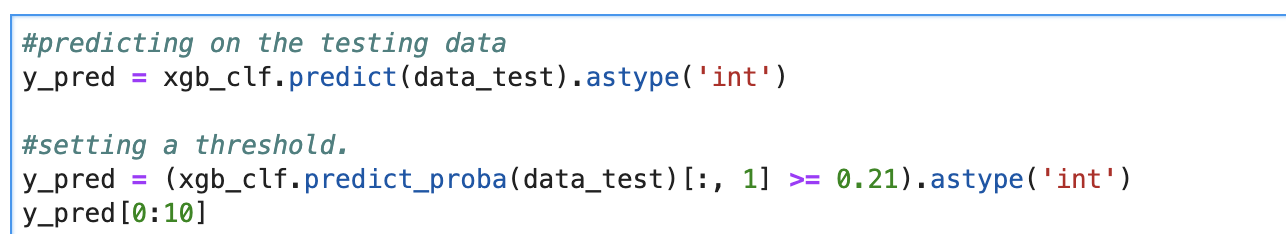 #predicting on the testing data
y_pred = xgb_clf.predict(data_test).astype('int')
#setting a threshold.
y_pred = (xgb_clf.predict_proba(data_test)[:, 1] >= 0.21).astype('int')
y_pred[0:10]